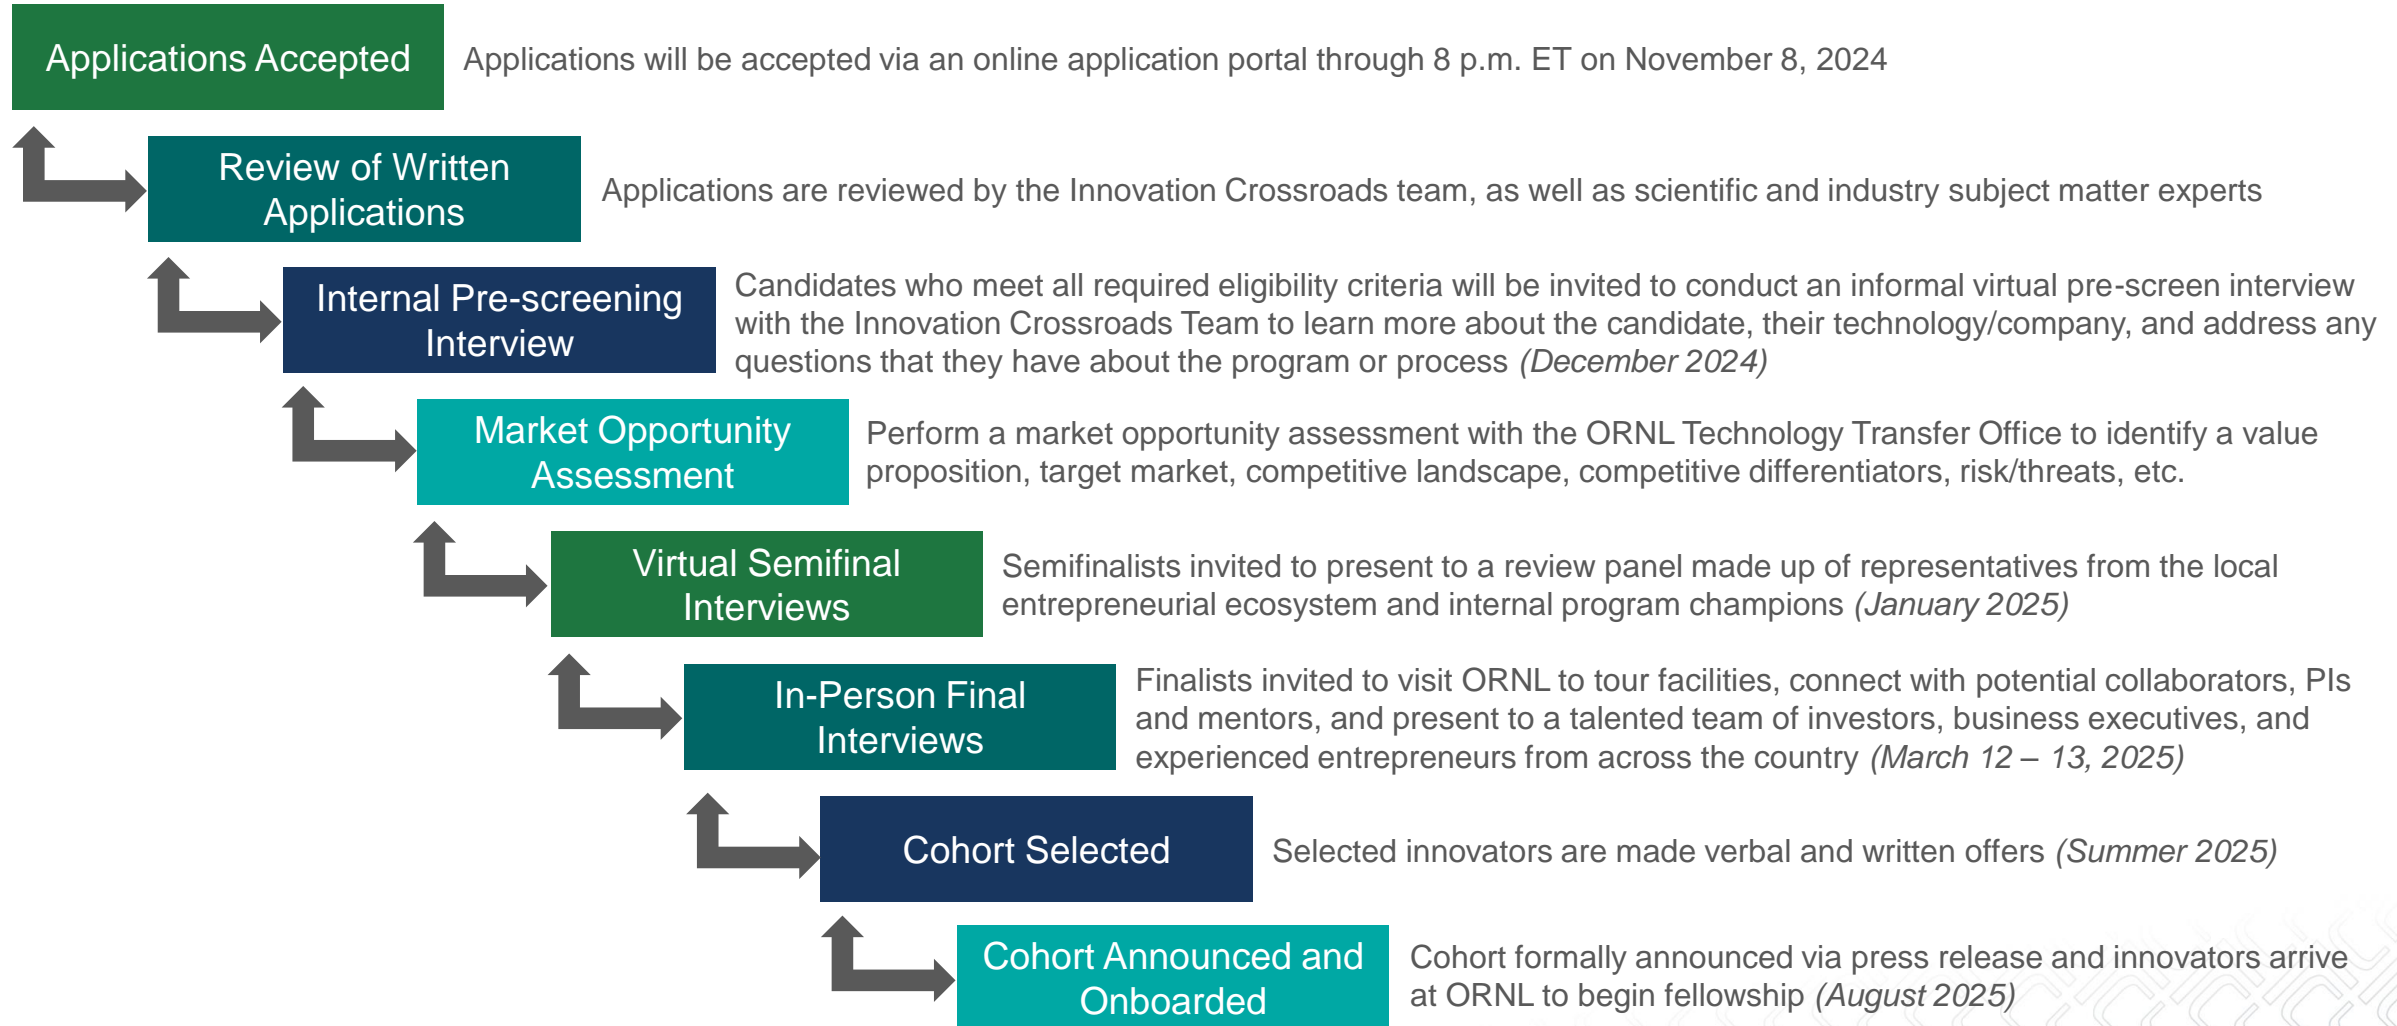 Applications Accepted
Applications will be accepted via an online application portal through 8 p.m. ET on November 8, 2024
Review of Written
Applications
Applications are reviewed by the Innovation Crossroads team, as well as scientific and industry subject matter experts
Internal Pre-screening
Interview
Candidates who meet all required eligibility criteria will be invited to conduct an informal virtual pre-screen interview
with the Innovation Crossroads Team to learn more about the candidate, their technology/company, and address any
questions that they have about the program or process (December 2024)
Market Opportunity
Assessment
Perform a market opportunity assessment with the ORNL Technology Transfer Office to identify a value
proposition, target market, competitive landscape, competitive differentiators, risk/threats, etc.
Virtual Semifinal
Interviews
Semifinalists invited to present to a review panel made up of representatives from the local
entrepreneurial ecosystem and internal program champions (January 2025)
In-Person Final
Interviews
Finalists invited to visit ORNL to tour facilities, connect with potential collaborators, PIs
and mentors, and present to a talented team of investors, business executives, and
experienced entrepreneurs from across the country (March 12 – 13, 2025)
Cohort Selected
Selected innovators are made verbal and written offers (Summer 2025)
Cohort Announced and
Onboarded
Cohort formally announced via press release and innovators arrive
at ORNL to begin fellowship (August 2025)